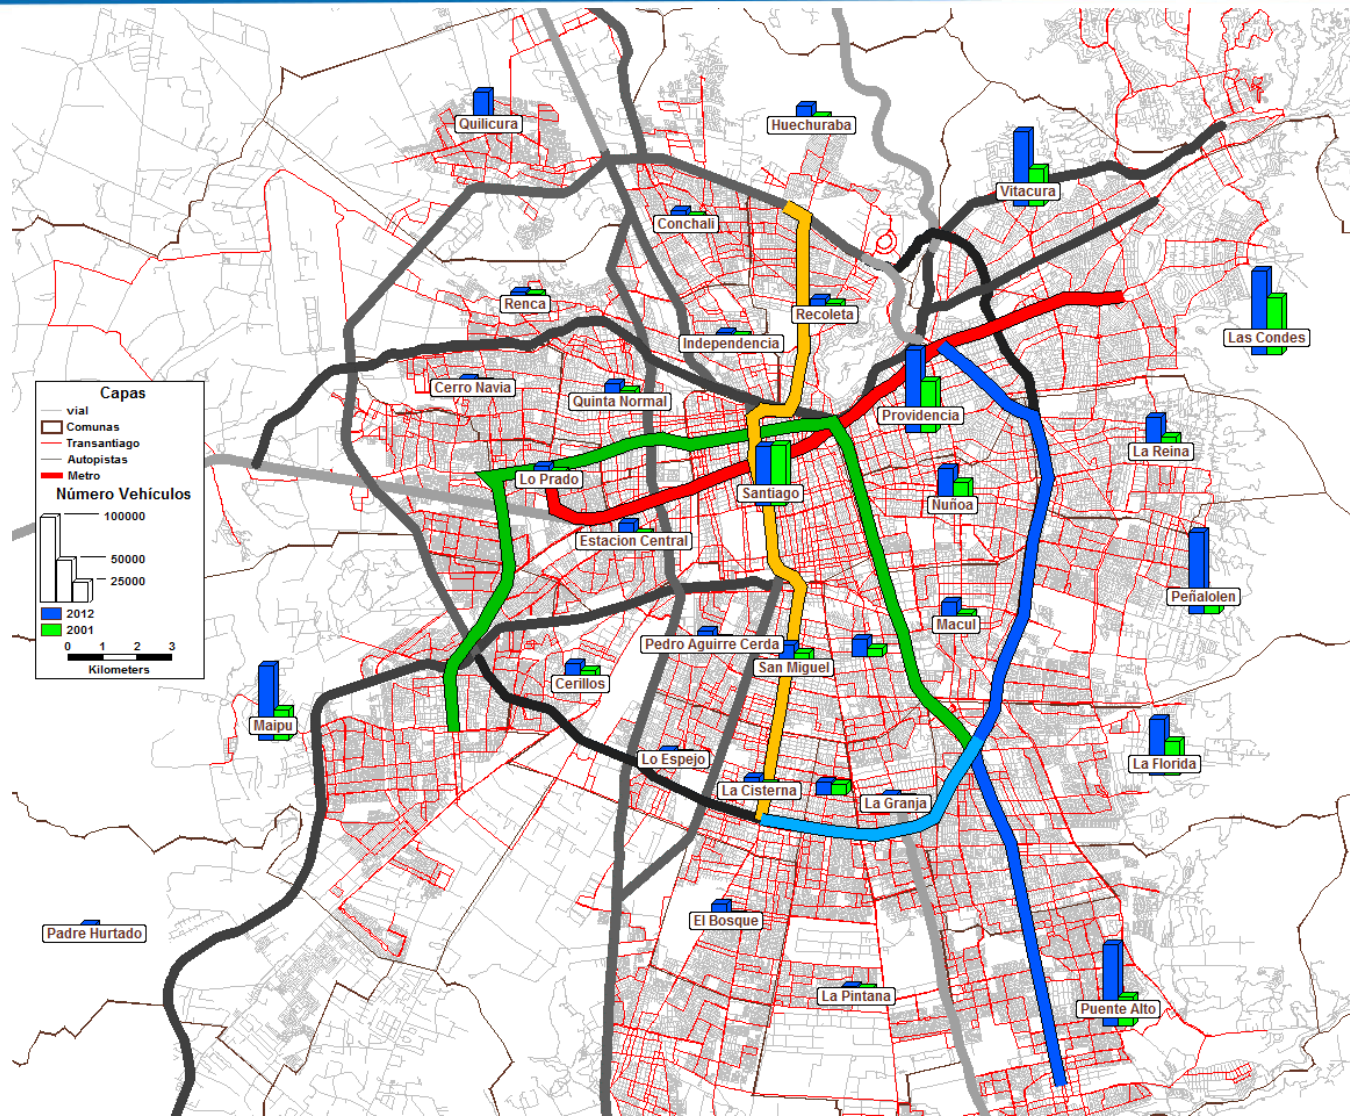 Quilicura
Huechuraba
Vitacura
Conchali
Renca
Recoleta
Independencia
Las Condes
Cerro Navia
Quinta Normal
Providencia
La Reina
Capas
vial
Comunas
Transantiago
Autopistas
Metro
Número Vehículos
100000
50000
25000
2012
2001
0 1 2 3
Kilometers
Lo Prado
Santiago
Nuñoa
Estacion Central
Peñalolen
Macul
Pedro Aguirre Cerda
San Miguel
Cerillos
Maipu
Lo Espejo
La Florida
La Cisterna
La Granja
El Bosque
Padre Hurtado
La Pintana
Puente Alto